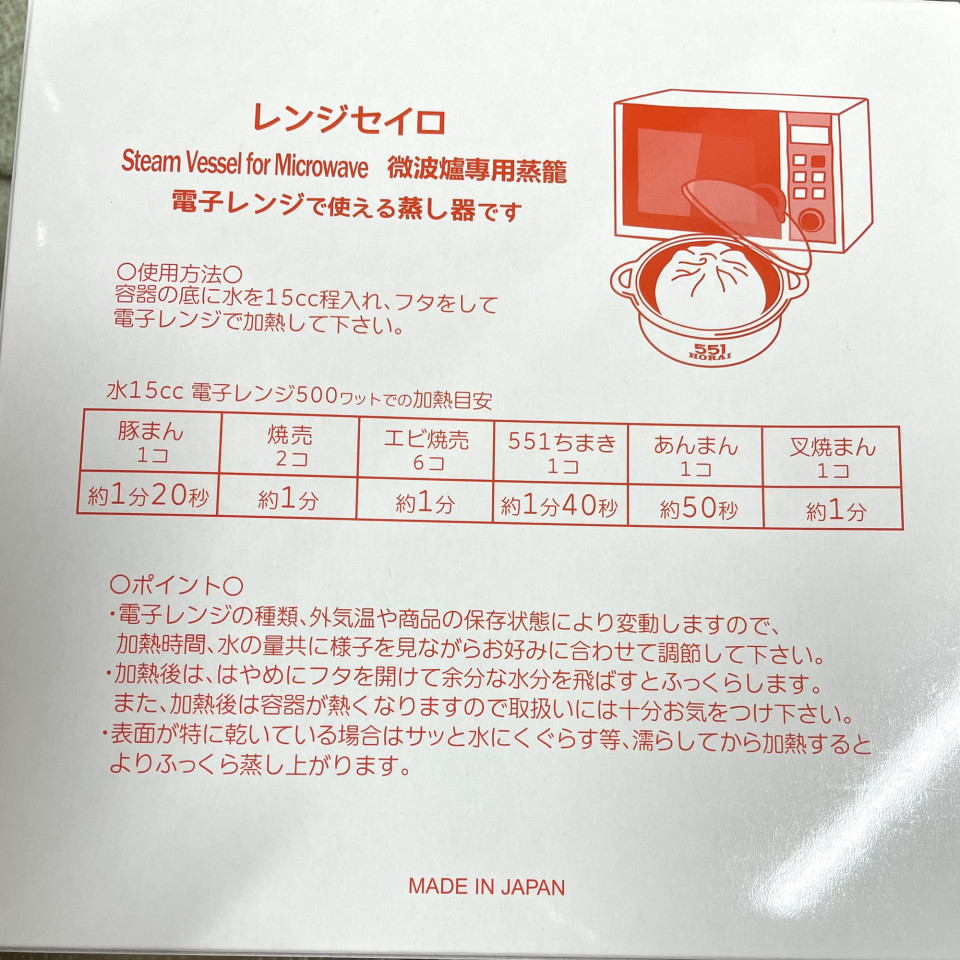 レンジセイロ
Steam Vessel for Microwave 微波爐專用蒸籠
電子レンジで使える蒸し器です
551
HORAI
○使用方法○
容器の底に水を15cc程入れ、フタをして
電子レンジで加熱して下さい。
水15cc 電子レンジ500ワットでの加熱目安
豚まん 焼売 エビ焼売 551ちまき あんまん 叉焼まん
1コ 2コ 6コ 1コ 1コ 1コ
約1分20秒 約1分 約1分 約1分40秒 約50秒 約1分
○ポイント○
・電子レンジの種類、外気温や商品の保存状態により変動しますので、
加熱時間、水の量共に様子を見ながらお好みに合わせて調節して下さい。
・加熱後は、はやめにフタを開けて余分な水分を飛ばすとふっくらします。
また、加熱後は容器が熱くなりますので取扱いには十分お気をつけ下さい。
・表面が特に乾いている場合はサッと水にくぐらす等、濡らしてから加熱すると
よりふっくら蒸し上がります。
MADE IN JAPAN